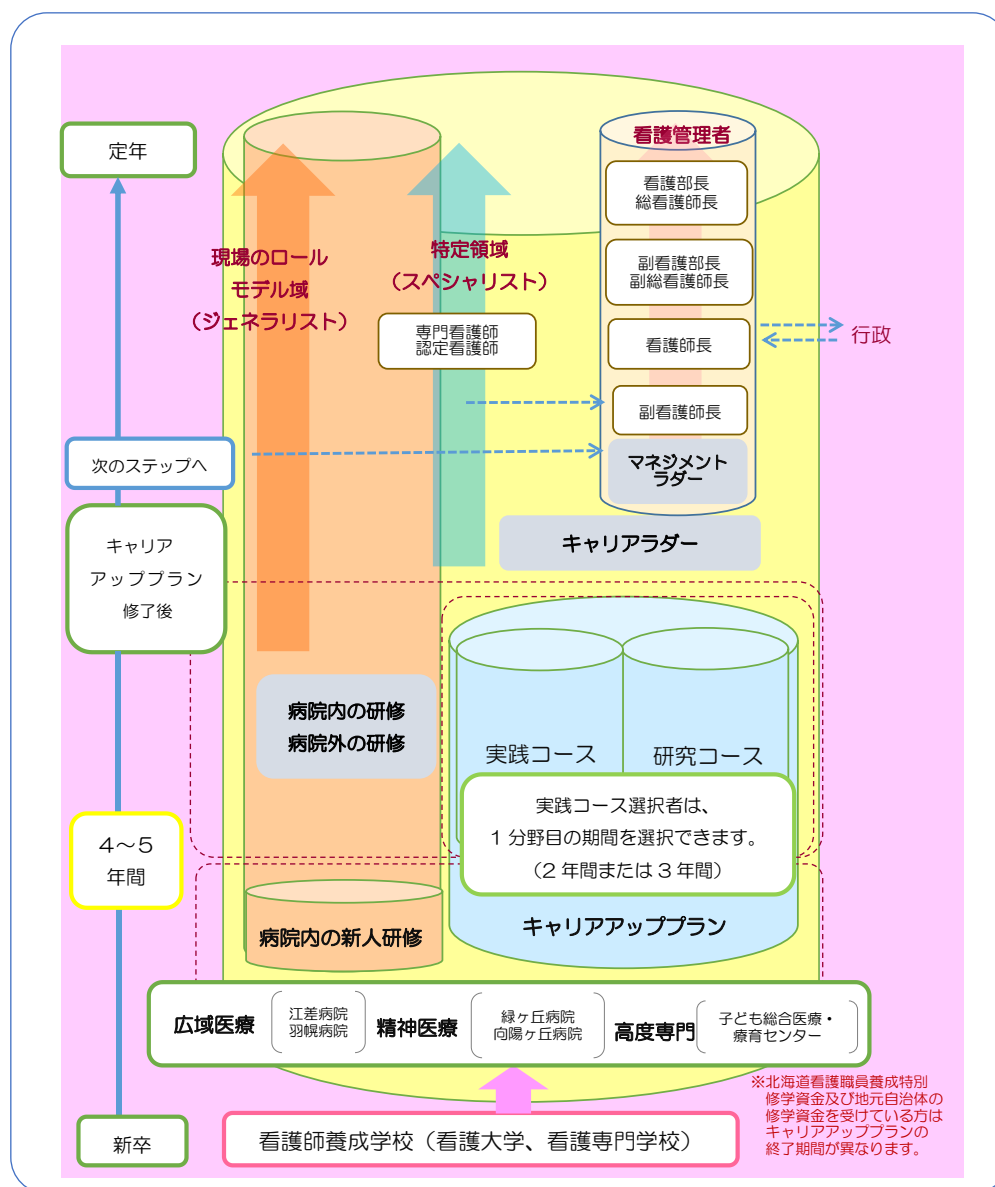 定年
看護管理者
看護部長
総看護師長
副看護部長
副総看護師長
看護師長
副看護師長
マネジメント
ラダー
行政
現場のロール
モデル域
（ジェネラリスト）
特定領域
（スペシャリスト）
専門看護師
認定看護師
次のステップへ
キャリア
アッププラン
修了後
キャリアラダー
病院内の研修
病院外の研修
実践コース
研究コース
実践コース選択者は、
1 分野目の期間を選択できます。
（2 年間または 3 年間）
4～5
年間
病院内の新人研修
キャリアアッププラン
広域医療
江差病院
羽幌病院
精神医療
緑ヶ丘病院
向陽ヶ丘病院
高度専門
子ども総合医療・
療育センター
新卒
看護師養成学校（看護大学、看護専門学校）
※北海道看護職員養成特別
修学資金及び地元自治体の
修学資金を受けている方は
キャリアアッププランの
終了期間が異なります。